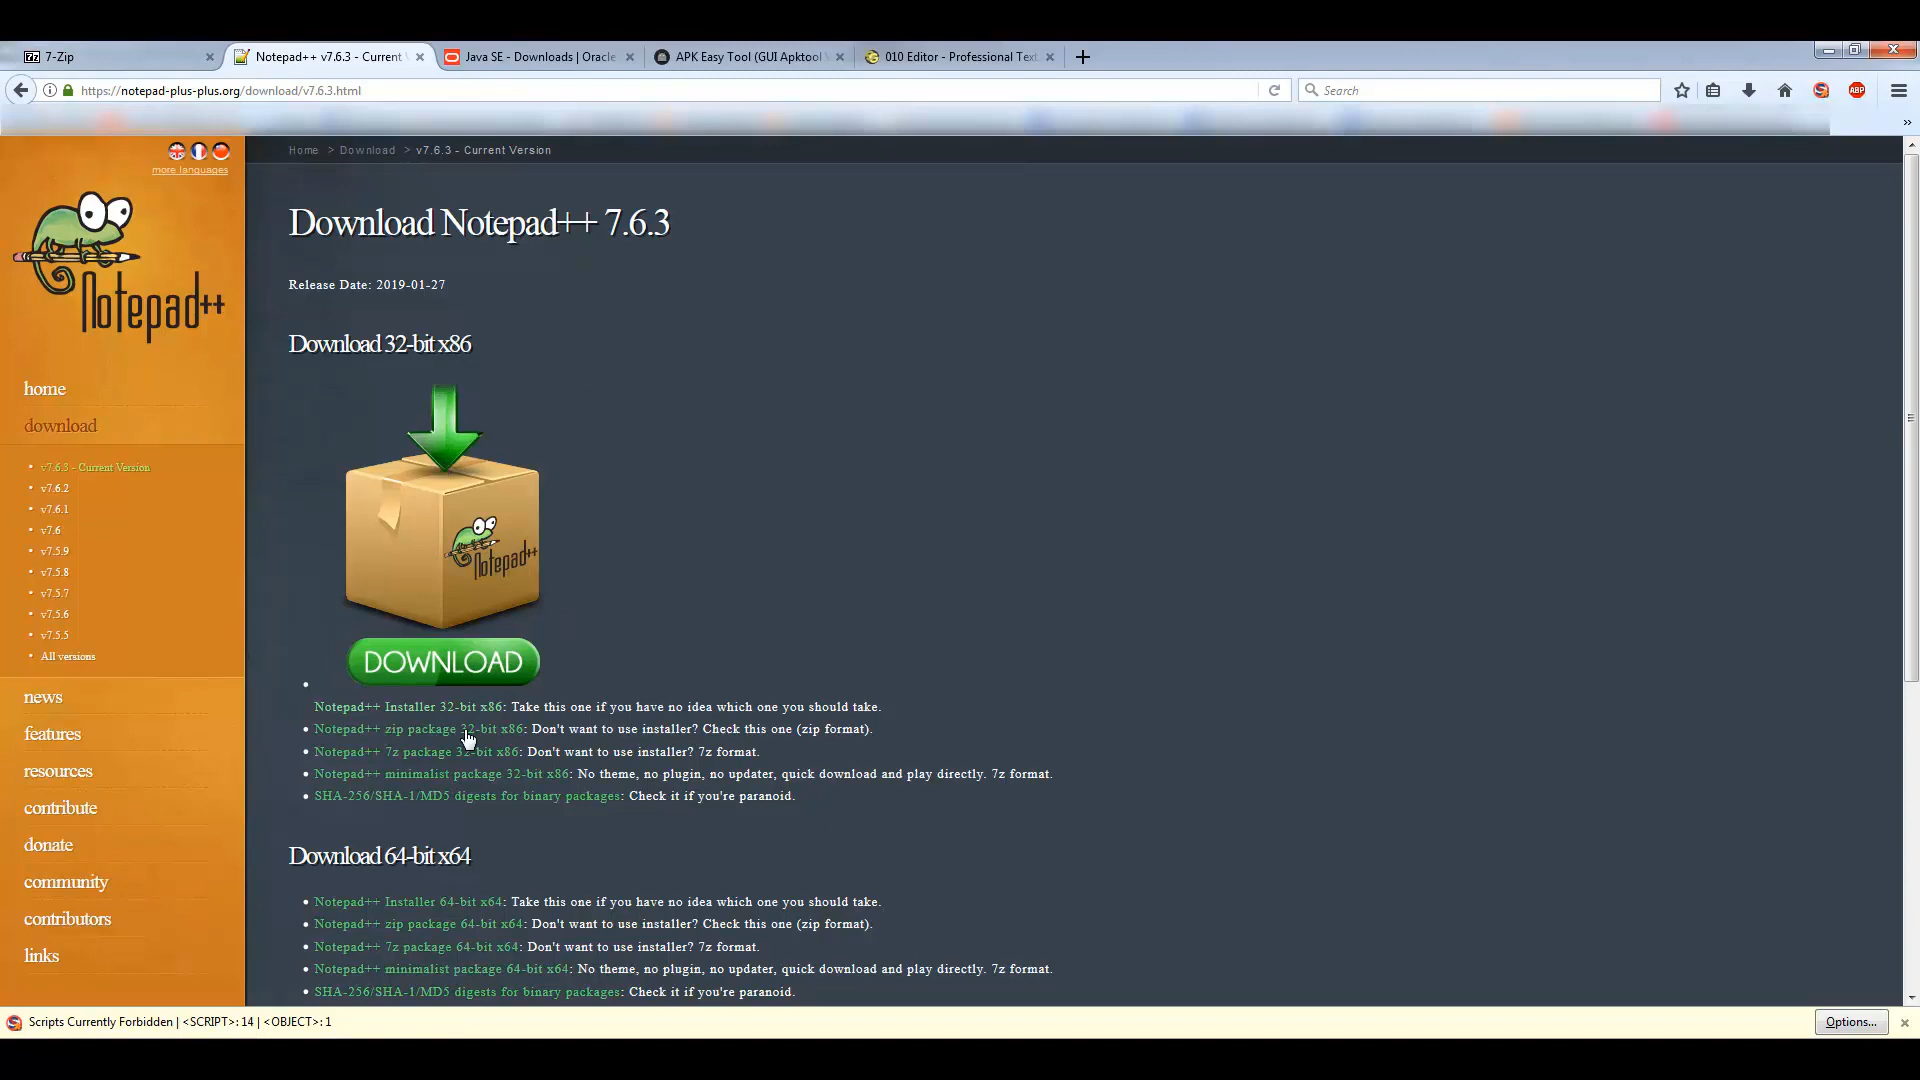 7-Zip
Notepad++ v7.6.3 - Current
Java SE - Downloads | Oracle
APK Easy Tool (GUI Apktool
010 Editor - Professional Text
https://notepad-plus-plus.org/download/v7.6.3.html
Search
ABP
more languages
Home > Download > v7.6.3 - Current Version
Notepad++
home
download
v7.6.3 - Current Version
v7.6.2
v7.6.1
v7.6
v7.5.9
v7.5.8
v7.5.7
v7.5.6
v7.5.5
All versions
news
features
resources
contribute
donate
community
contributors
links
Download Notepad++ 7.6.3
Release Date: 2019-01-27
Download 32-bit x86
Notepad++
DOWNLOAD
Notepad++ Installer 32-bit x86: Take this one if you have no idea which one you should take.
Notepad++ zip package 32-bit x86: Don't want to use installer? Check this one (zip format).
Notepad++ 7z package 32-bit x86: Don't want to use installer? 7z format.
Notepad++ minimalist package 32-bit x86: No theme, no plugin, no updater, quick download and play directly. 7z format.
SHA-256/SHA-1/MD5 digests for binary packages: Check it if you're paranoid.
Download 64-bit x64
Notepad++ Installer 64-bit x64: Take this one if you have no idea which one you should take.
Notepad++ zip package 64-bit x64: Don't want to use installer? Check this one (zip format).
Notepad++ 7z package 64-bit x64: Don't want to use installer? 7z format.
Notepad++ minimalist package 64-bit x64: No theme, no plugin, no updater, quick download and play directly. 7z format.
SHA-256/SHA-1/MD5 digests for binary packages: Check it if you're paranoid.
Scripts Currently Forbidden | <SCRIPT>: 14 | <OBJECT>: 1
Options...